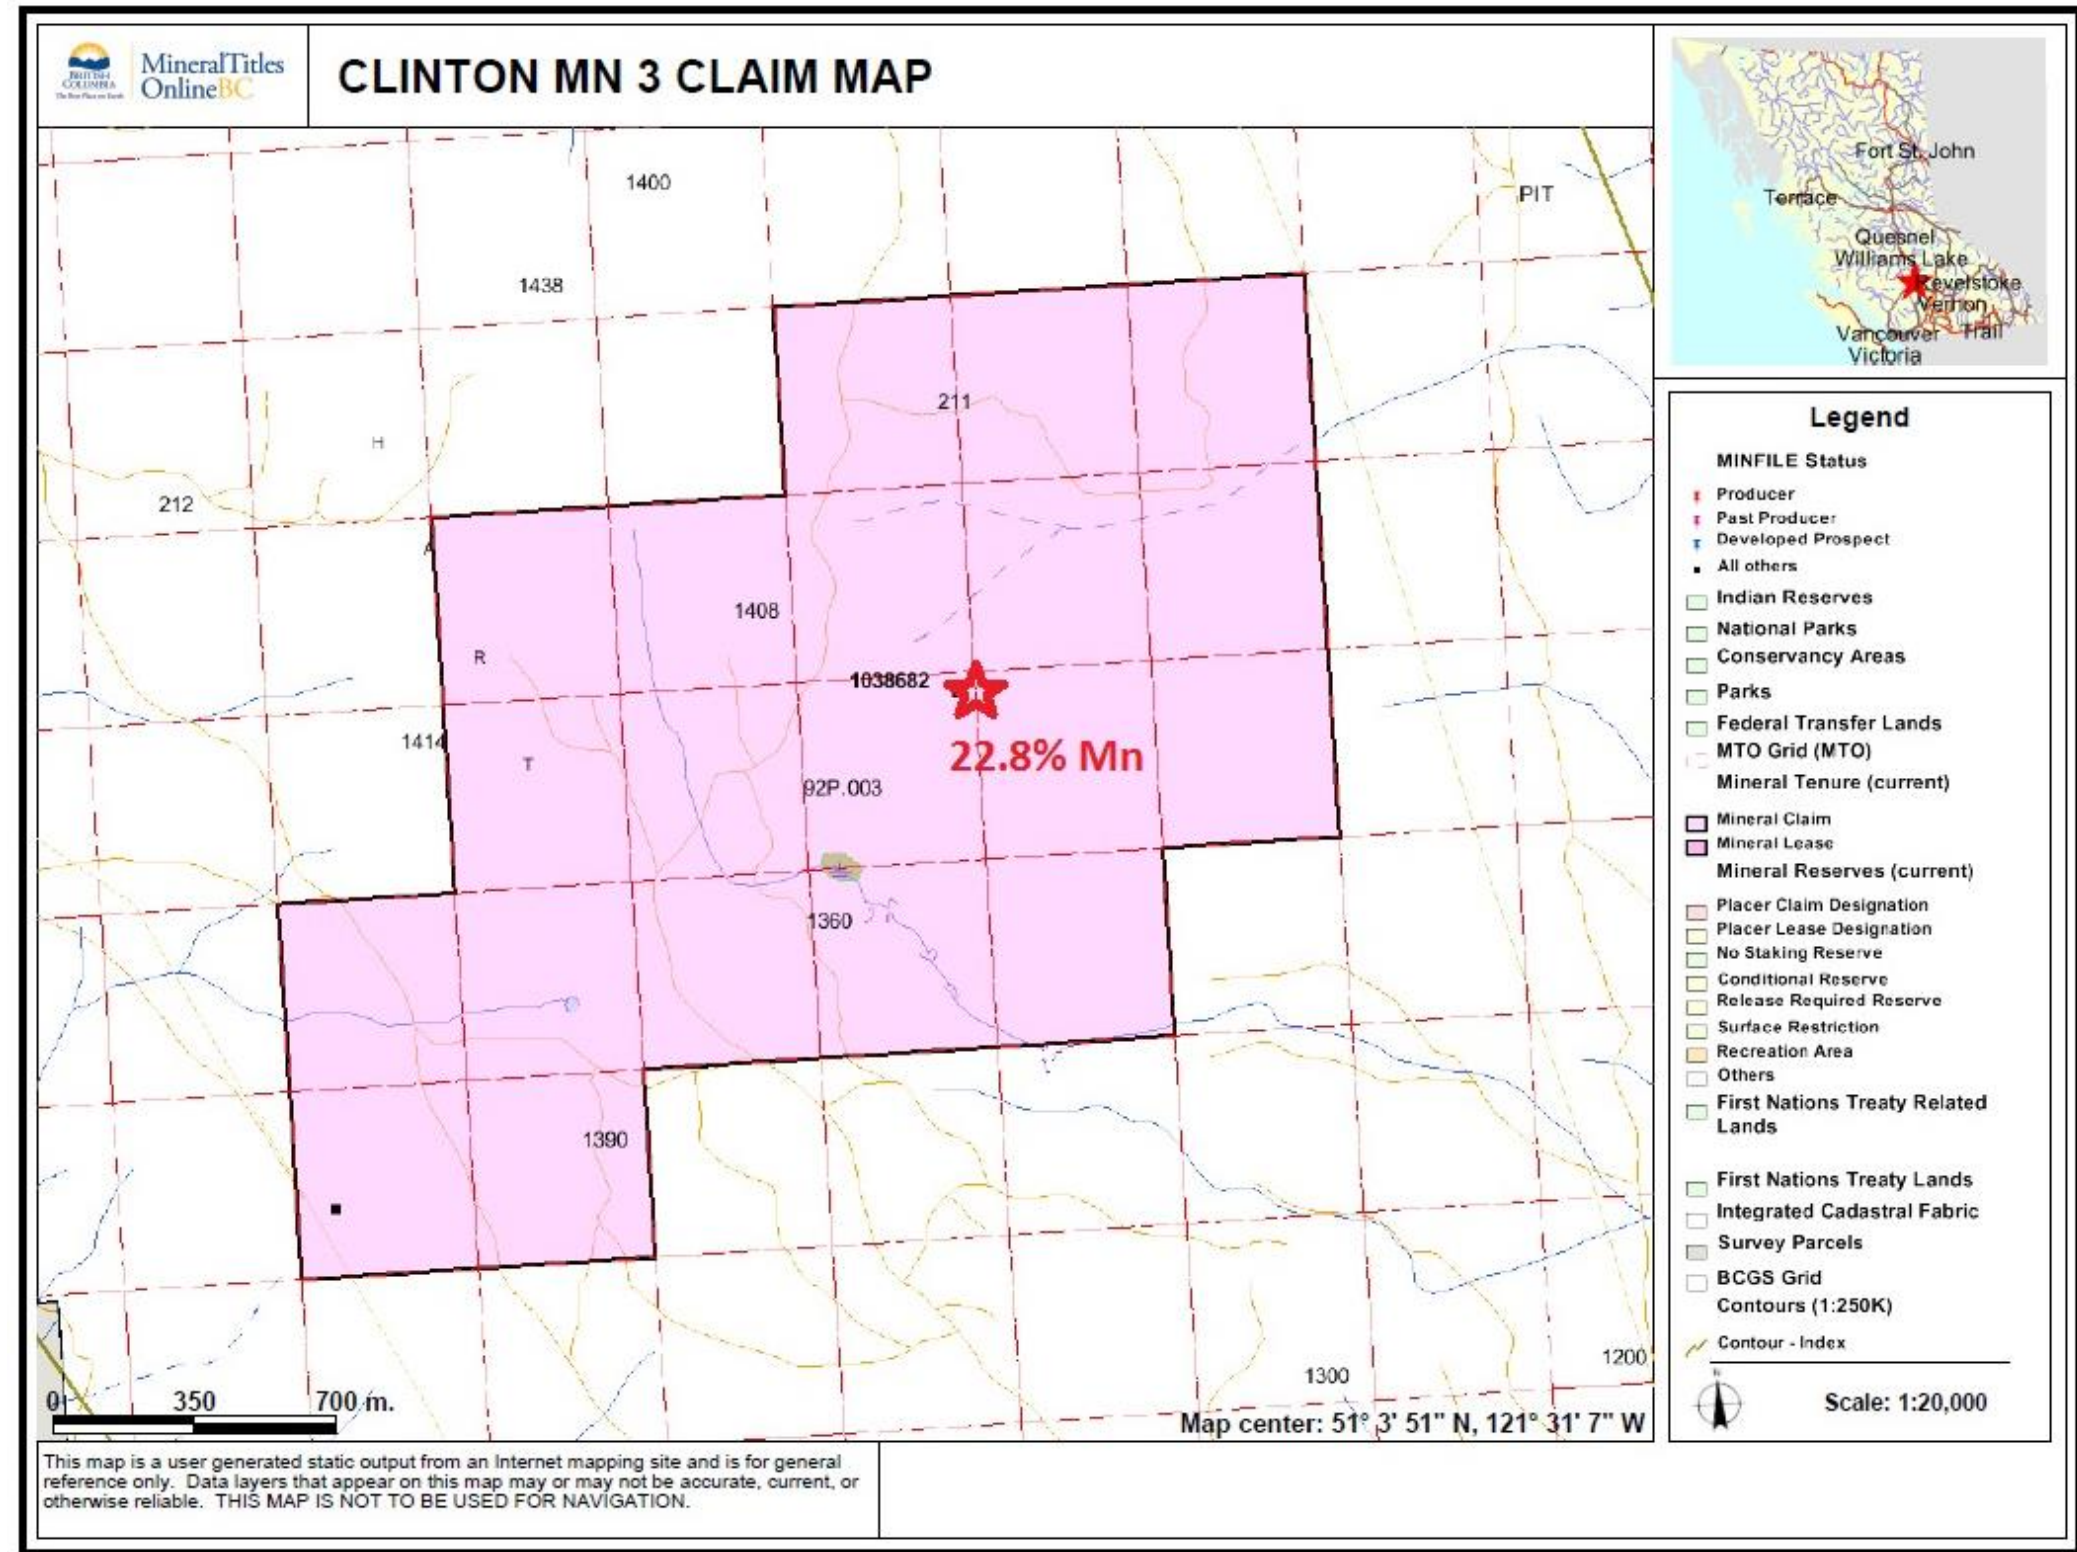 BRITISH
COLUMBIA
The Best Place on Earth
MineralTitles
OnlineBC
CLINTON MN 3 CLAIM MAP
Fort St. John
Terrace
Quesnel
Williams Lake
Revelstoke
Vernon
Vancouver Trail
Victoria
1400
PIT
1438
211
H
212
A
1408
R
1038682
1414
T
22.8% Mn
92P.003
1360
1390
1200
1300
0 350 700 m.
Map center: 51° 3' 51" N, 121° 31' 7" W
Legend
MINFILE Status
Producer
Past Producer
Developed Prospect
All others
Indian Reserves
National Parks
Conservancy Areas
Parks
Federal Transfer Lands
MTO Grid (MTO)
Mineral Tenure (current)
Mineral Claim
Mineral Lease
Mineral Reserves (current)
Placer Claim Designation
Placer Lease Designation
No Staking Reserve
Conditional Reserve
Release Required Reserve
Surface Restriction
Recreation Area
Others
First Nations Treaty Related
Lands
First Nations Treaty Lands
Integrated Cadastral Fabric
Survey Parcels
BCGS Grid
Contours (1:250K)
Contour - Index
N
Scale: 1:20,000
This map is a user generated static output from an Internet mapping site and is for general
reference only. Data layers that appear on this map may or may not be accurate, current, or
otherwise reliable. THIS MAP IS NOT TO BE USED FOR NAVIGATION.